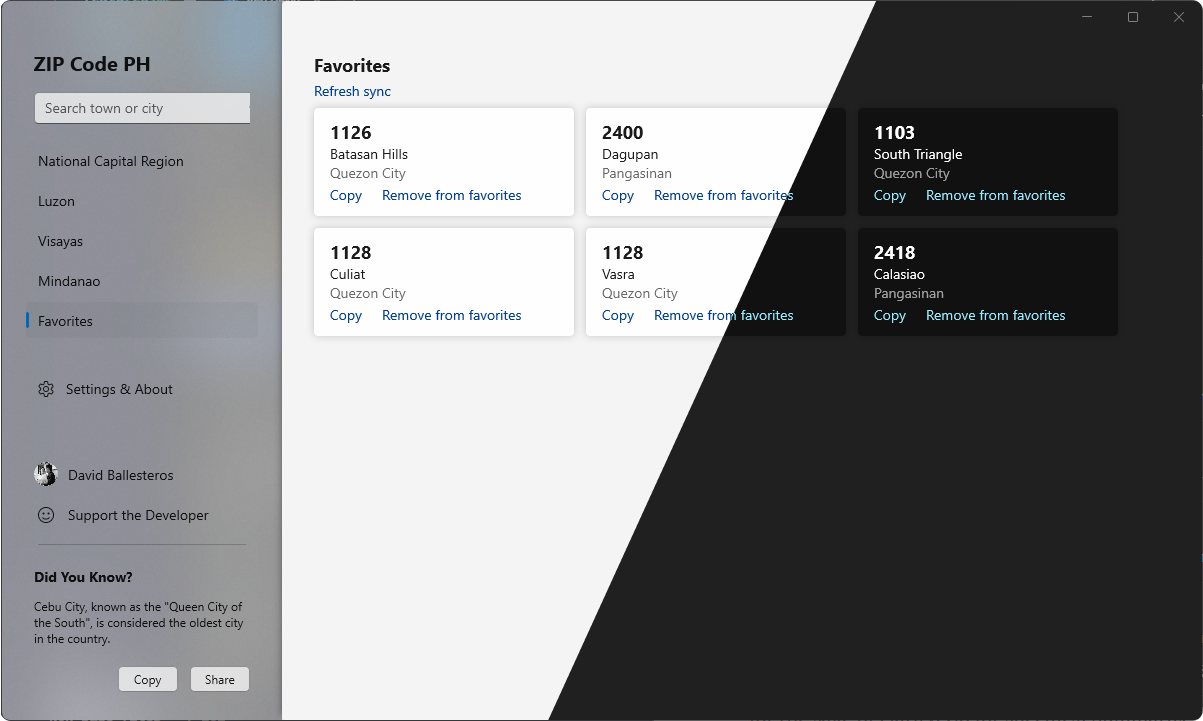 ZIP Code PH
Search town or city
National Capital Region
Luzon
Visayas
Mindanao
Favorites
Settings & About
David Ballesteros
Support the Developer
Did You Know?
Cebu City, known as the "Queen City of
the South", is considered the oldest city
in the country.
Copy Share
Favorites
Refresh sync
1126
Batasan Hills
Quezon City
Copy Remove from favorites
2400
Dagupan
Pangasinan
Copy Remove from favorites
1103
South Triangle
Quezon City
Copy Remove from favorites
1128
Culiat
Quezon City
Copy Remove from favorites
1128
Vasra
Quezon City
Copy Remove from favorites
2418
Calasiao
Pangasinan
Copy Remove from favorites